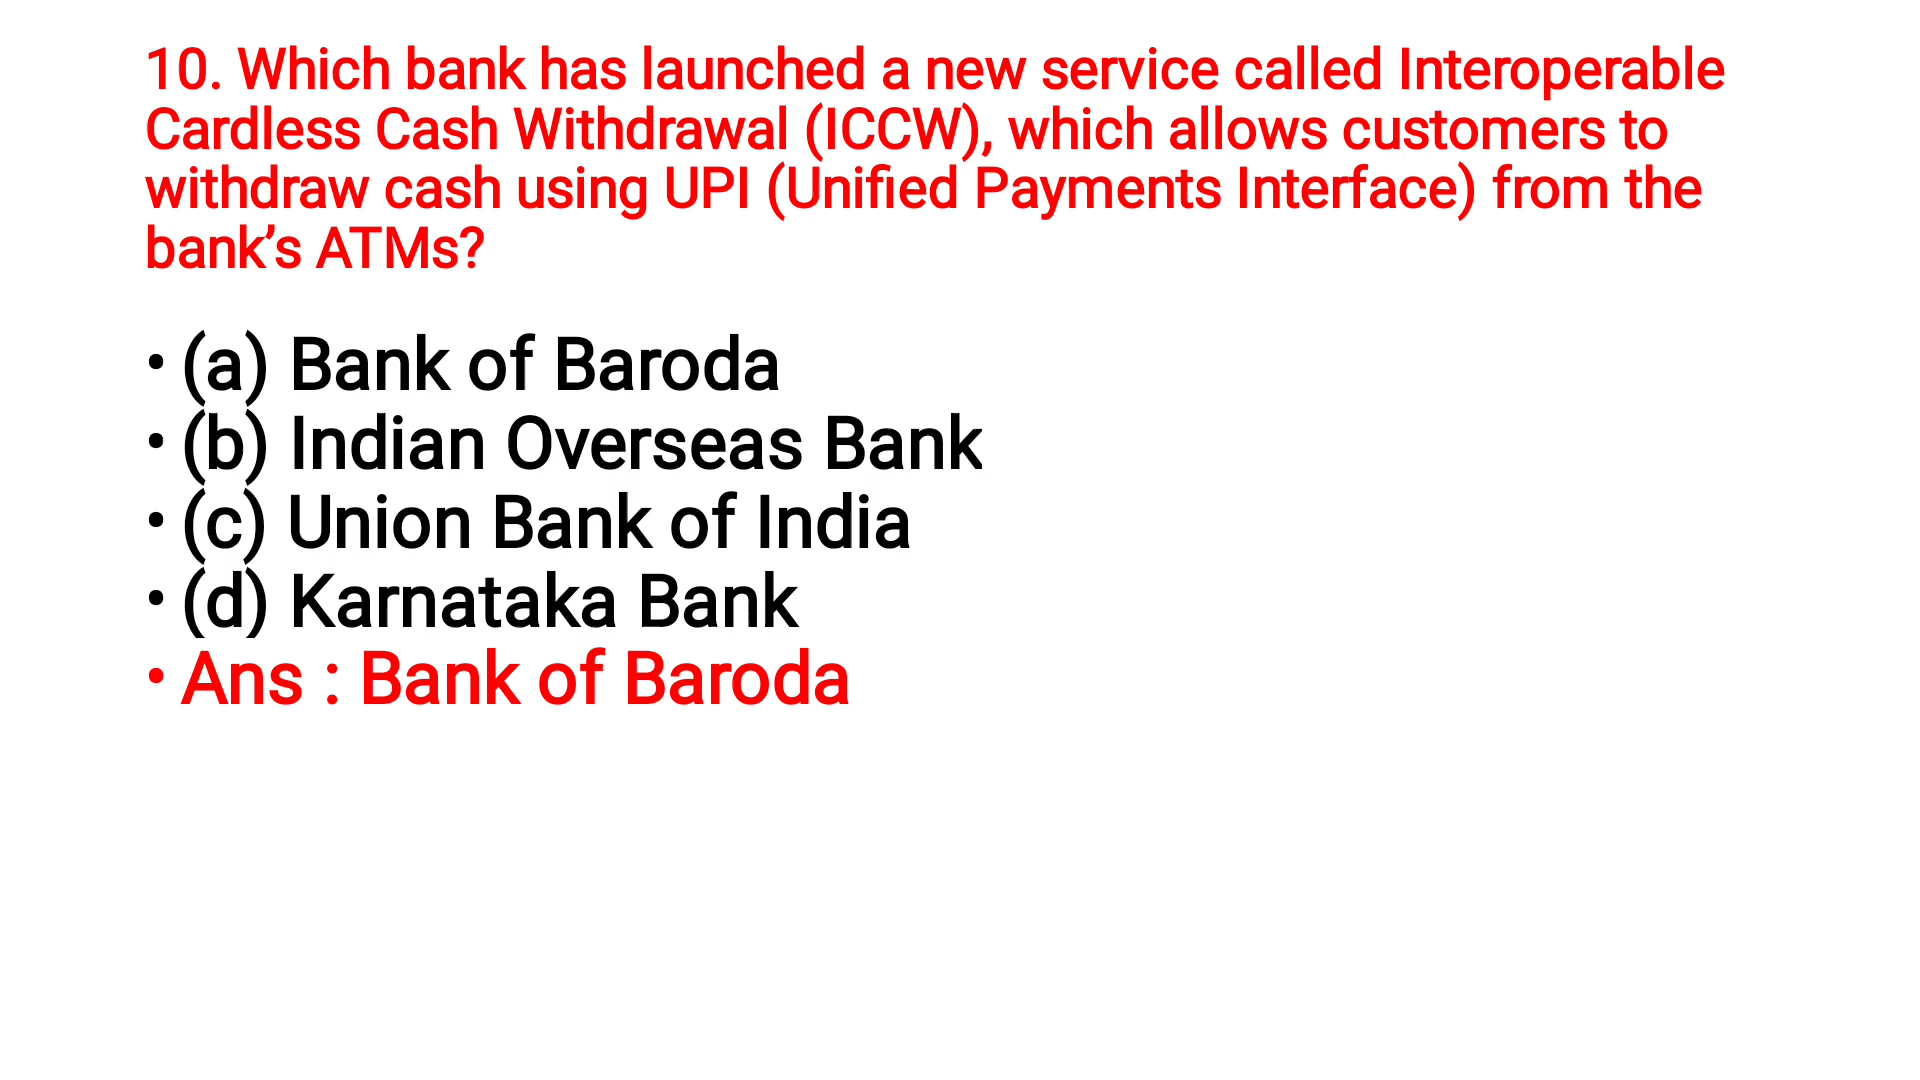 10. Which bank has launched a new service called Interoperable
Cardless Cash Withdrawal (ICCW), which allows customers to
withdraw cash using UPI (Unified Payments Interface) from the
bank’s ATMs?
• (a) Bank of Baroda
• (b) Indian Overseas Bank
• (c) Union Bank of India
• (d) Karnataka Bank
• Ans : Bank of Baroda